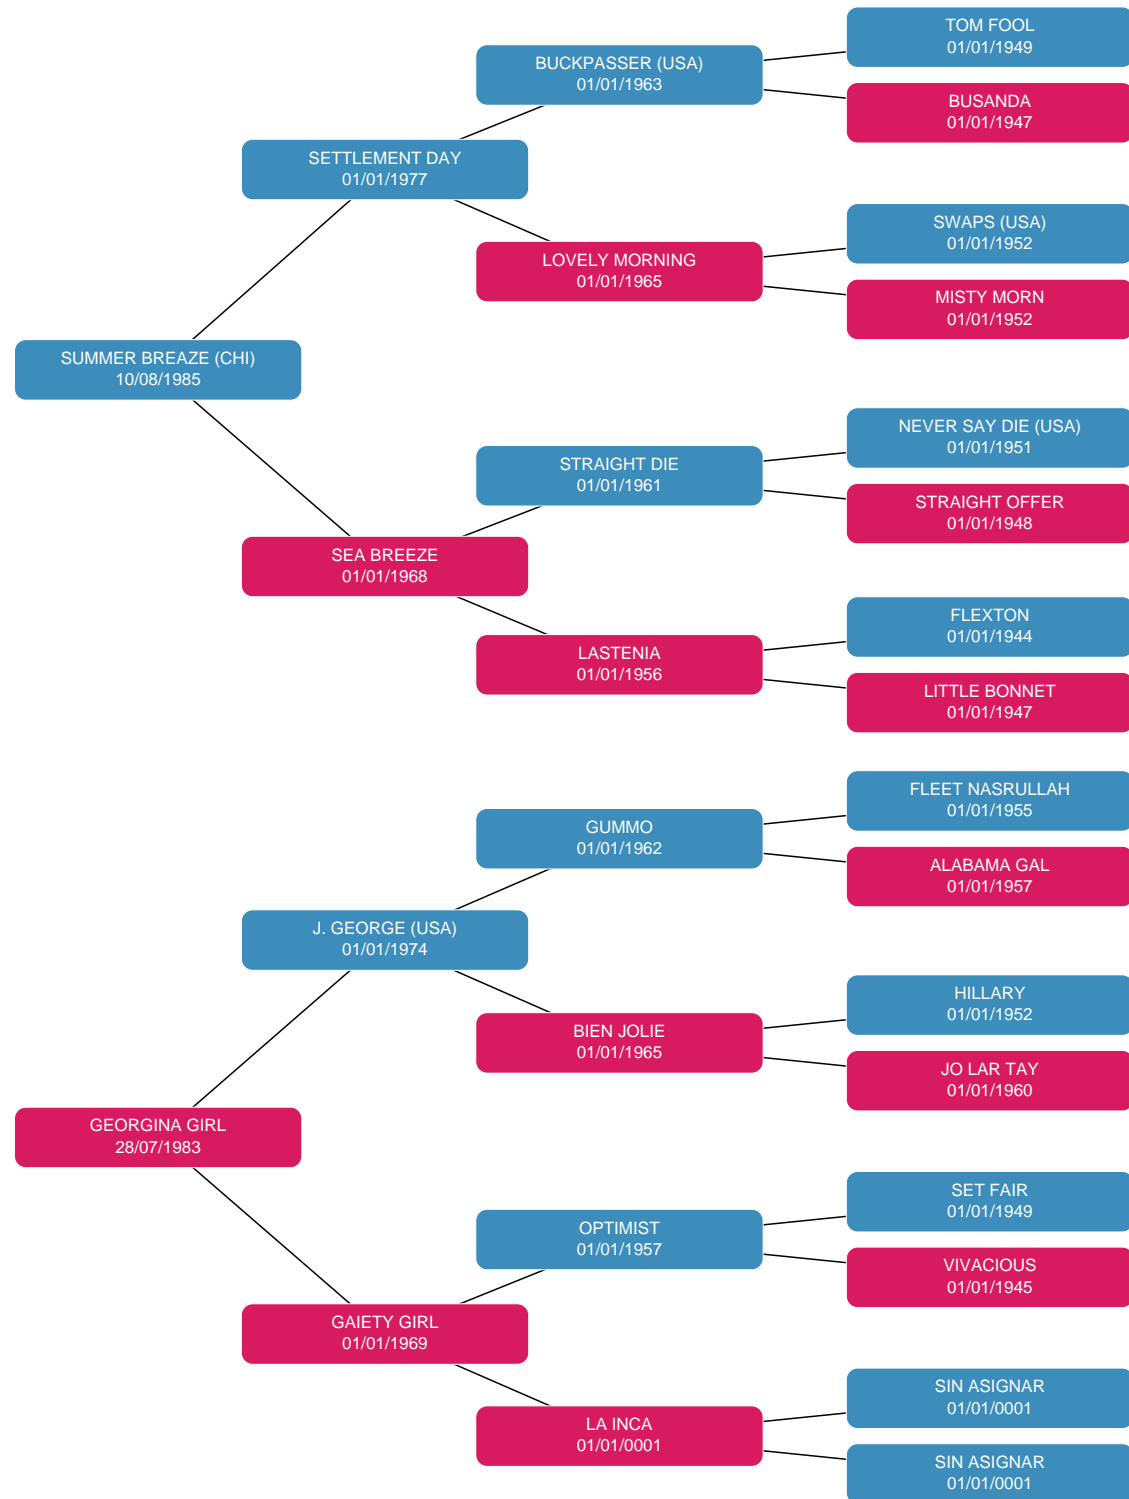 TOM FOOL
01/01/1949
BUCKPASSER (USA)
01/01/1963
BUSANDA
01/01/1947
SETTLEMENT DAY
01/01/1977
SWAPS (USA)
01/01/1952
LOVELY MORNING
01/01/1965
MISTY MORN
01/01/1952
SUMMER BREAZE (CHI)
10/08/1985
NEVER SAY DIE (USA)
01/01/1951
STRAIGHT DIE
01/01/1961
STRAIGHT OFFER
01/01/1948
SEA BREEZE
01/01/1968
FLEXTON
01/01/1944
LASTENIA
01/01/1956
LITTLE BONNET
01/01/1947
FLEET NASRULLAH
01/01/1955
GUMMO
01/01/1962
ALABAMA GAL
01/01/1957
J. GEORGE (USA)
01/01/1974
HILLARY
01/01/1952
BIEN JOLIE
01/01/1965
JO LAR TAY
01/01/1960
GEORGINA GIRL
28/07/1983
SET FAIR
01/01/1949
OPTIMIST
01/01/1957
VIVACIOUS
01/01/1945
GAIETY GIRL
01/01/1969
SIN ASIGNAR
01/01/0001
LA INCA
01/01/0001
SIN ASIGNAR
01/01/0001